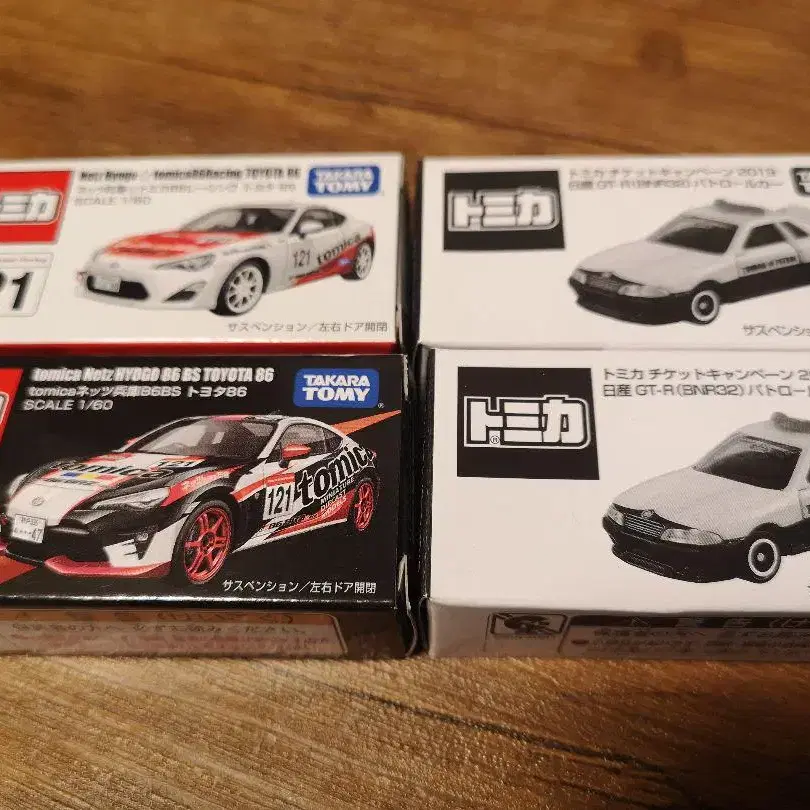 Netz Hyogo tomica86Racing TOYOTA 86
SCALE 1/60
TAKARA
TOMY
トミカ
121
tomica
サスペンション/左右ドア開閉
トミカ チケットキャンペーン 2019
日産 GT-R(BNR32) パトロールカー
トミカ
サスペンシ
tomica Netz HYOGO 86 BS TOYOTA 86
tomicaネッツ兵庫86BS トヨタ86
SCALE 1/60
TAKARA
TOMY
121
tomica
サスペンション/左右ドア開閉
トミカ チケットキャンペーン 2
日産 GT-R(BNR32) パトロー
トミカ